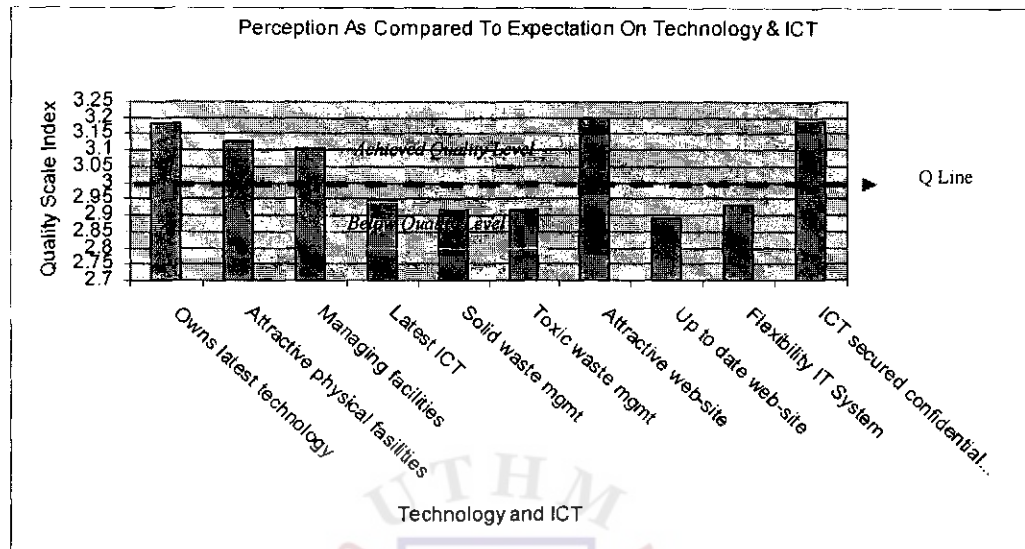 Perception As Compared To Expectation On Technology & ICT
Quality Scale Index
3.25
3.2
3.15
3.1
3.05
3
2.95
2.9
2.85
2.8
2.75
2.7
Achieved Quality Level
Below Quality Level
Q Line
Owns latest technology
Attractive physical fasilities
Managing facilities
Latest ICT
Solid waste mgmt
Toxic waste mgmt
Attractive web-site
Up to date web-site
Flexibility IT System
ICT secured confidential...
UTHM
Technology and ICT